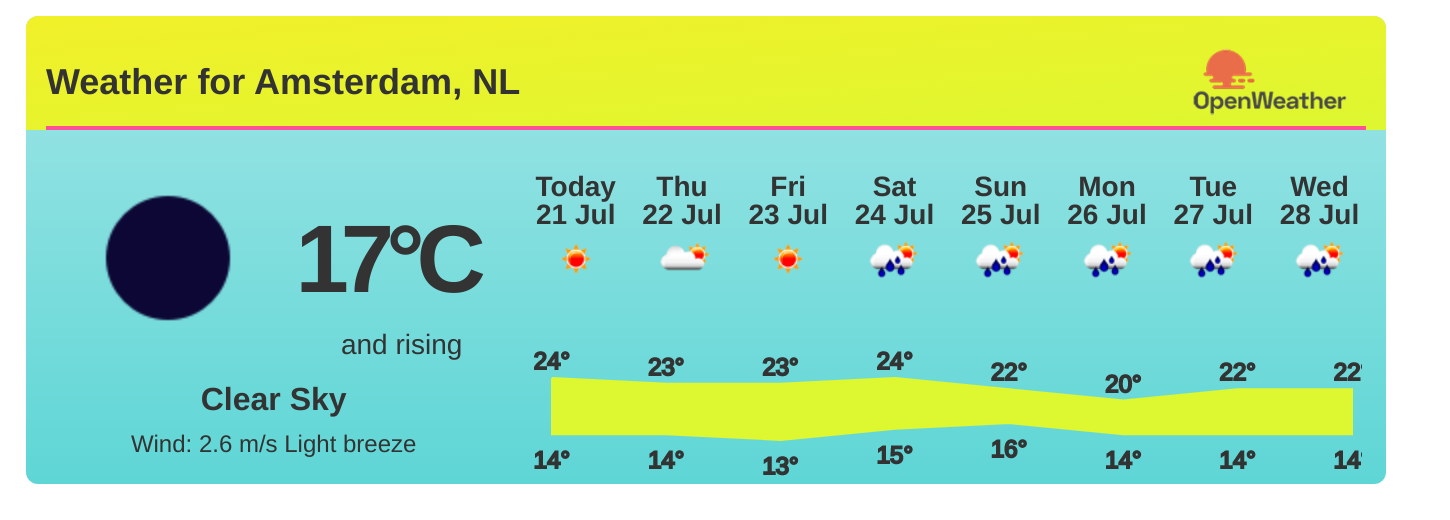 Weather for Amsterdam, NL
OpenWeather
17°C
and rising
Clear Sky
Wind: 2.6 m/s Light breeze
Today Thu Fri Sat Sun Mon Tue Wed
21 Jul 22 Jul 23 Jul 24 Jul 25 Jul 26 Jul 27 Jul 28 Jul
24° 23° 23° 24° 22° 20° 22° 22°
14° 14° 13° 15° 16° 14° 14° 14°